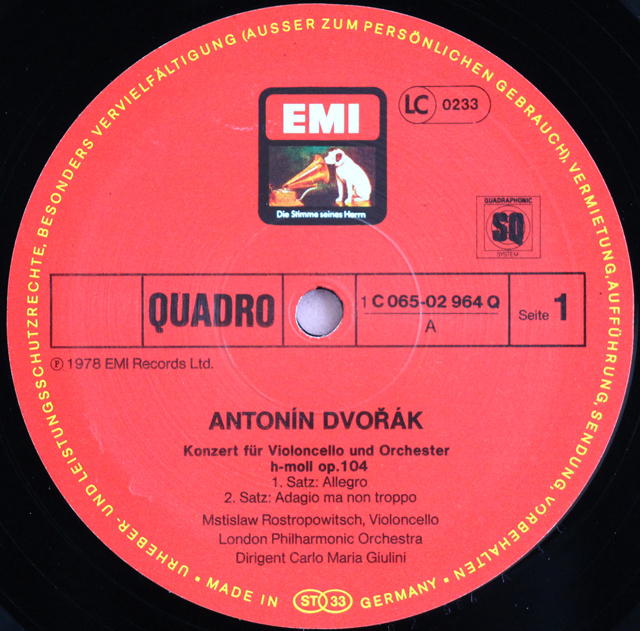 URHEBER- UND LEISTUNGSSCHUTZRECHTE, BESONDERS VERVIELFÄLTIGUNG (AUSSER ZUM PERSÖNLICHEN GEBRAUCH), VERMIETUNG, AUFFÜHRUNG, SENDUNG, VORBEHALTEN
EMI
Die Stimme seines Herrn
LC 0233
QUADRAPHONIC
SQ
SYSTEM
QUADRO
1 C 065-02 964 Q
A
Seite 1
℗ 1978 EMI Records Ltd.
ANTONÍN DVOŘÁK
Konzert für Violoncello und Orchester
h-moll op.104
1. Satz: Allegro
2. Satz: Adagio ma non troppo
Mstislaw Rostropowitsch, Violoncello
London Philharmonic Orchestra
Dirigent Carlo Maria Giulini
• MADE IN ST 33 GERMANY •